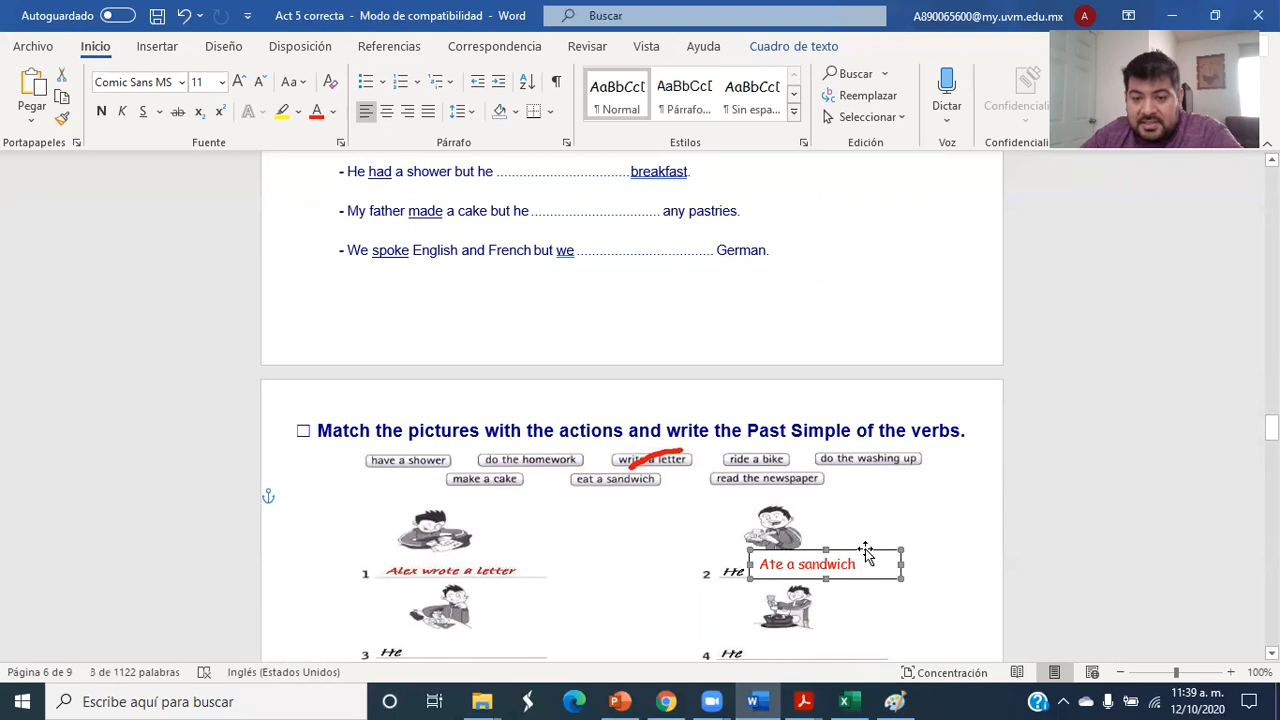 Autoguardado
Act 5 correcta - Modo de compatibilidad - Word
Buscar
A890065600@my.uvm.edu.mx
A
Archivo Inicio Insertar Diseño Disposición Referencias Correspondencia Revisar Vista Ayuda Cuadro de texto
Pegar
Comic Sans MS 11
N K S ab x₂ x²
AaBbCcI AaBbCcD AaBbCcI
¶ Normal ¶ Párrafo... ¶ Sin espa...
Buscar
Reemplazar
Seleccionar
Dictar
Confidencial
Portapapeles Fuente Párrafo Estilos Edición Voz Confidenciali
- He had a shower but he .................................. breakfast.
- My father made a cake but he .................................. any pastries.
- We spoke English and French but we .................................... German.
☐ Match the pictures with the actions and write the Past Simple of the verbs.
have a shower do the homework write a letter ride a bike do the washing up
make a cake eat a sandwich read the newspaper
1 Alex wrote a letter
2 He Ate a sandwich
3 He
4 He
Página 6 de 9 8 de 1122 palabras Inglés (Estados Unidos) Concentración 100%
Escribe aquí para buscar
11:39 a. m.
12/10/2020